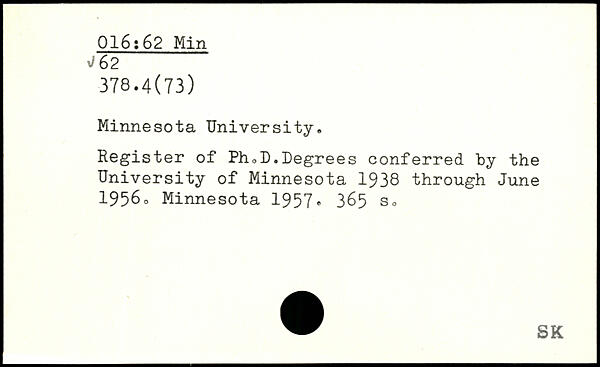 016:62 Min
√62
378.4(73)
Minnesota University.
Register of Ph.D.Degrees conferred by the
University of Minnesota 1938 through June
1956. Minnesota 1957. 365 s.
SK